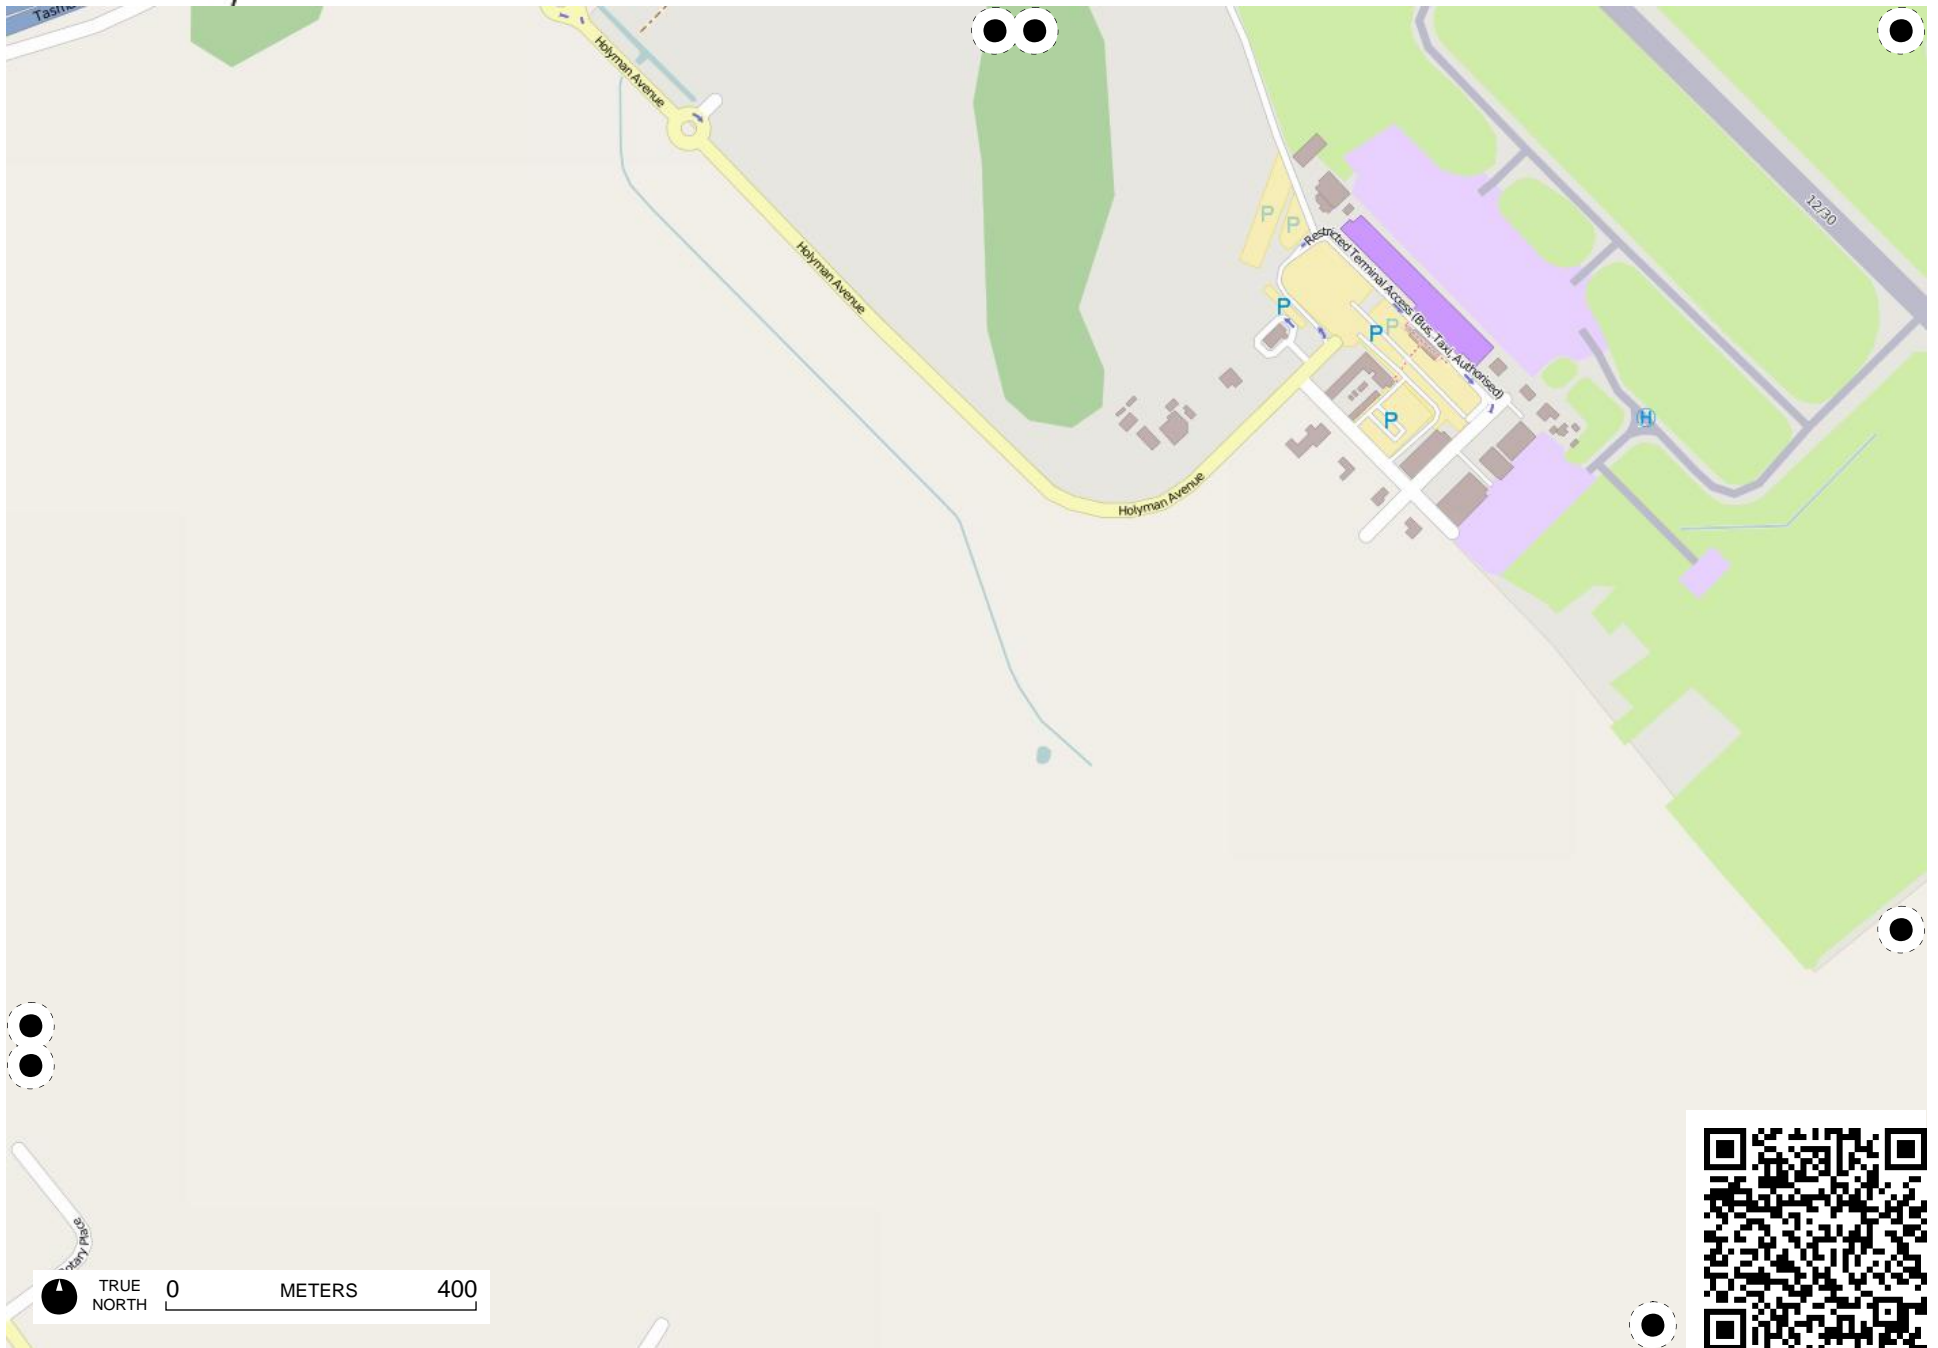 Holyman Avenue
12/30
Holyman Avenue
P
P
Restricted Terminal Access (Bus, Taxi, Authorised)
P
P
P
P
H
Holyman Avenue
TRUE NORTH
0 METERS 400